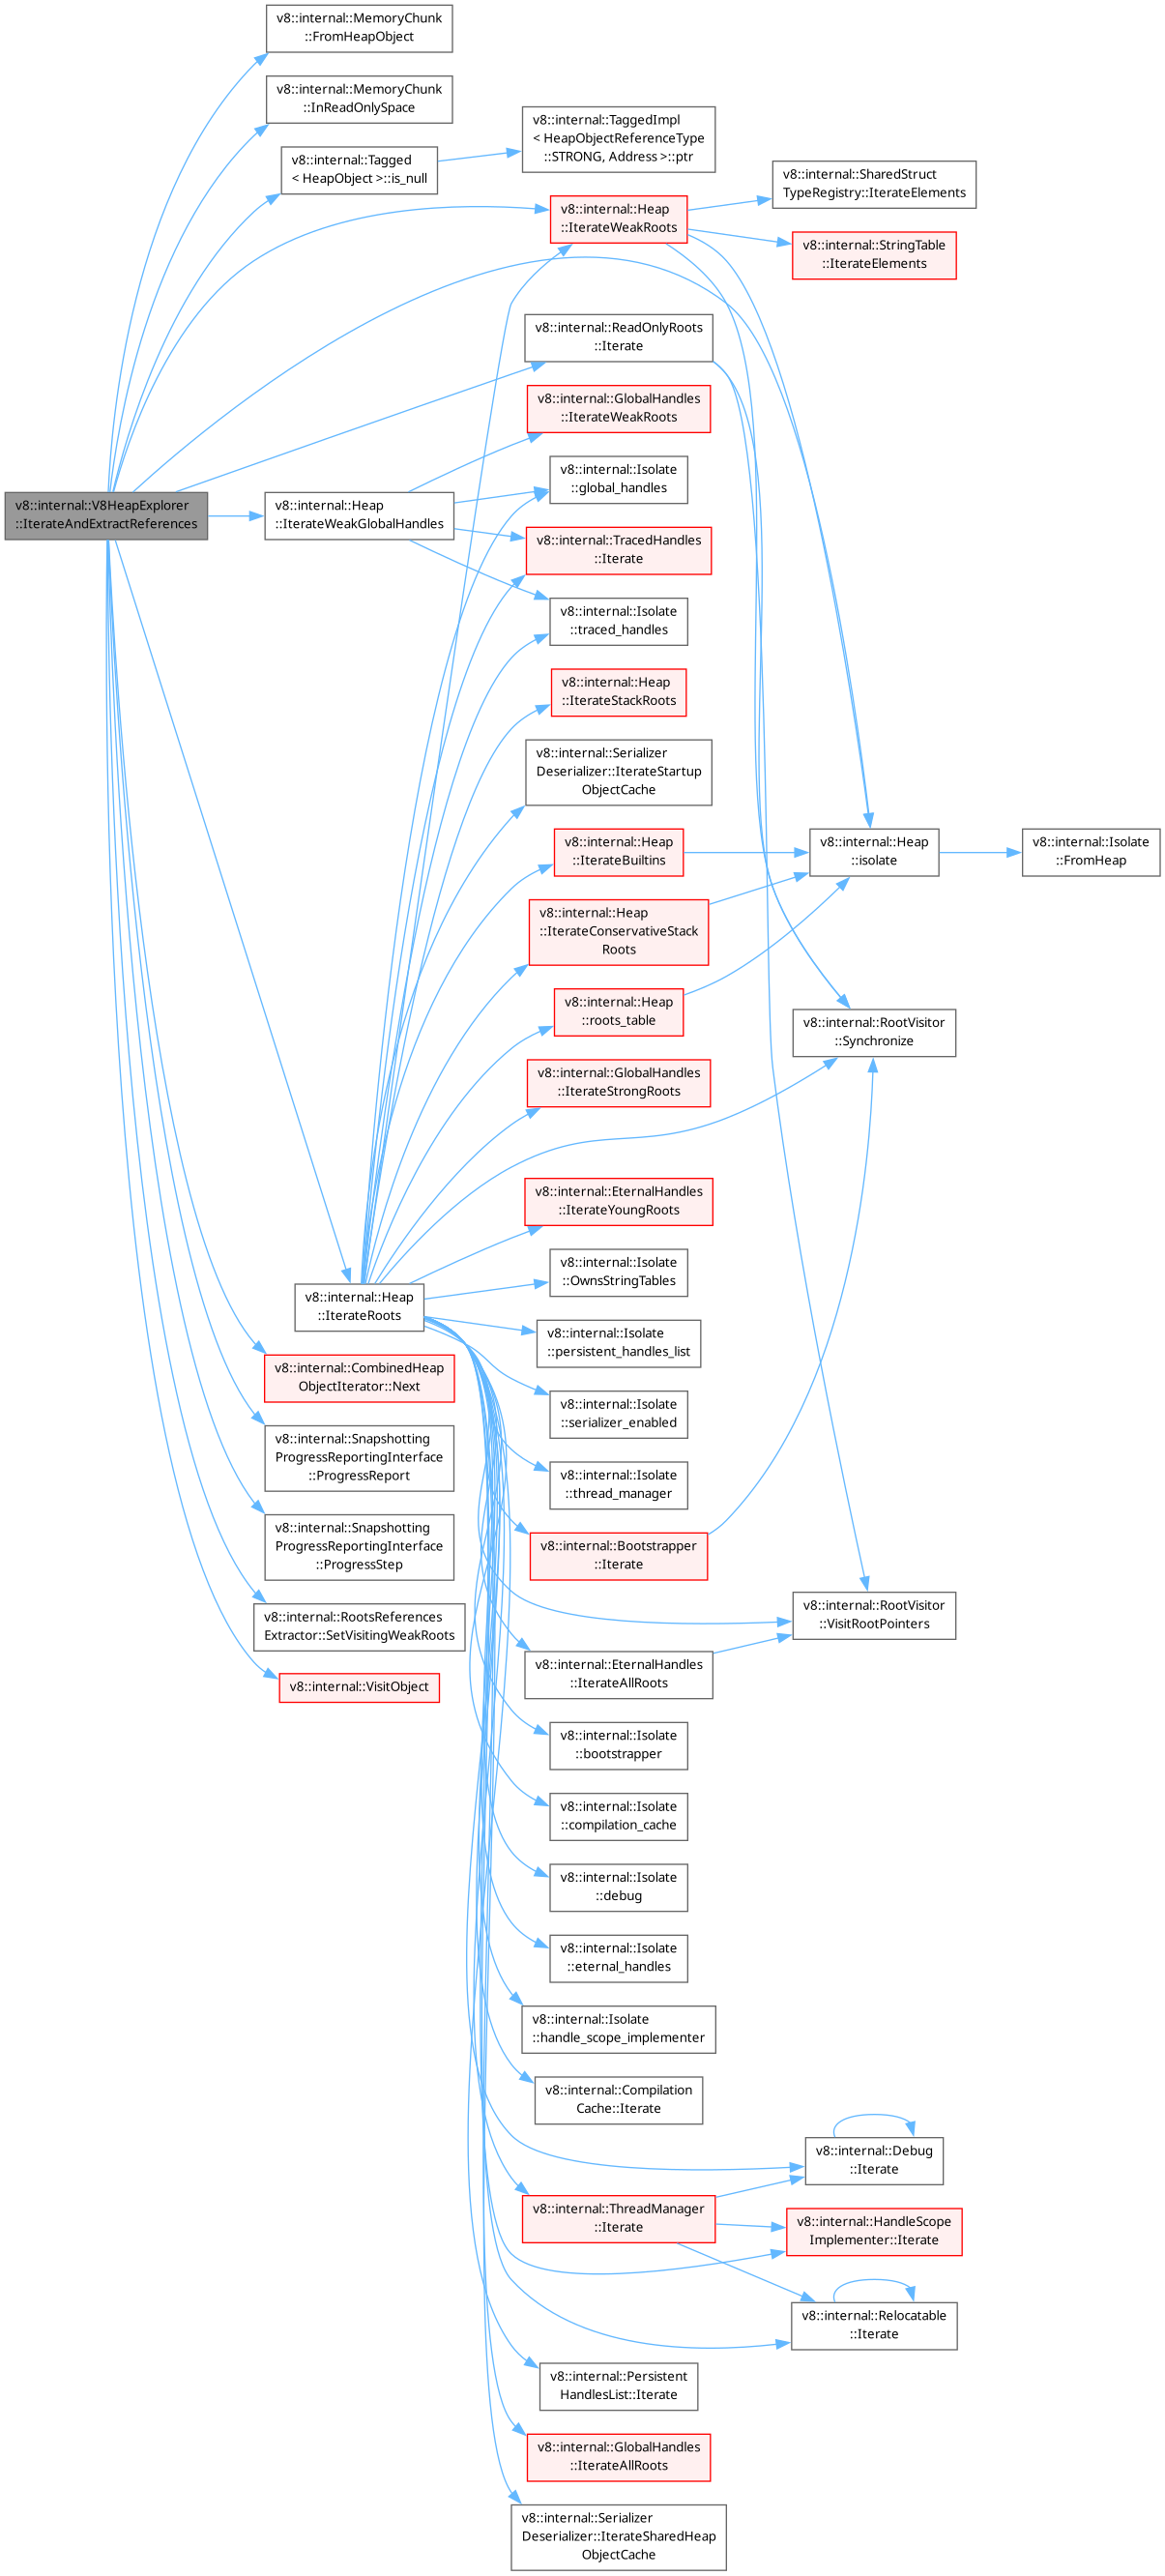 v8::internal::MemoryChunk
::FromHeapObject
v8::internal::MemoryChunk
::InReadOnlySpace
v8::internal::TaggedImpl
< HeapObjectReferenceType
::STRONG, Address >::ptr
v8::internal::Tagged
< HeapObject >::is_null
v8::internal::SharedStruct
TypeRegistry::IterateElements
v8::internal::Heap
::IterateWeakRoots
v8::internal::StringTable
::IterateElements
v8::internal::ReadOnlyRoots
::Iterate
v8::internal::GlobalHandles
::IterateWeakRoots
v8::internal::Isolate
::global_handles
v8::internal::V8HeapExplorer
::IterateAndExtractReferences
v8::internal::Heap
::IterateWeakGlobalHandles
v8::internal::TracedHandles
::Iterate
v8::internal::Isolate
::traced_handles
v8::internal::Heap
::IterateStackRoots
v8::internal::Serializer
Deserializer::IterateStartup
ObjectCache
v8::internal::Heap
::IterateBuiltins
v8::internal::Heap
::isolate
v8::internal::Isolate
::FromHeap
v8::internal::Heap
::IterateConservativeStack
Roots
v8::internal::Heap
::roots_table
v8::internal::RootVisitor
::Synchronize
v8::internal::GlobalHandles
::IterateStrongRoots
v8::internal::EternalHandles
::IterateYoungRoots
v8::internal::Isolate
::OwnsStringTables
v8::internal::Heap
::IterateRoots
v8::internal::Isolate
::persistent_handles_list
v8::internal::CombinedHeap
ObjectIterator::Next
v8::internal::Isolate
::serializer_enabled
v8::internal::Snapshotting
ProgressReportingInterface
::ProgressReport
v8::internal::Isolate
::thread_manager
v8::internal::Snapshotting
ProgressReportingInterface
::ProgressStep
v8::internal::Bootstrapper
::Iterate
v8::internal::RootsReferences
Extractor::SetVisitingWeakRoots
v8::internal::RootVisitor
::VisitRootPointers
v8::internal::EternalHandles
::IterateAllRoots
v8::internal::VisitObject
v8::internal::Isolate
::bootstrapper
v8::internal::Isolate
::compilation_cache
v8::internal::Isolate
::debug
v8::internal::Isolate
::eternal_handles
v8::internal::Isolate
::handle_scope_implementer
v8::internal::Compilation
Cache::Iterate
v8::internal::Debug
::Iterate
v8::internal::ThreadManager
::Iterate
v8::internal::HandleScope
Implementer::Iterate
v8::internal::Relocatable
::Iterate
v8::internal::Persistent
HandlesList::Iterate
v8::internal::GlobalHandles
::IterateAllRoots
v8::internal::Serializer
Deserializer::IterateSharedHeap
ObjectCache